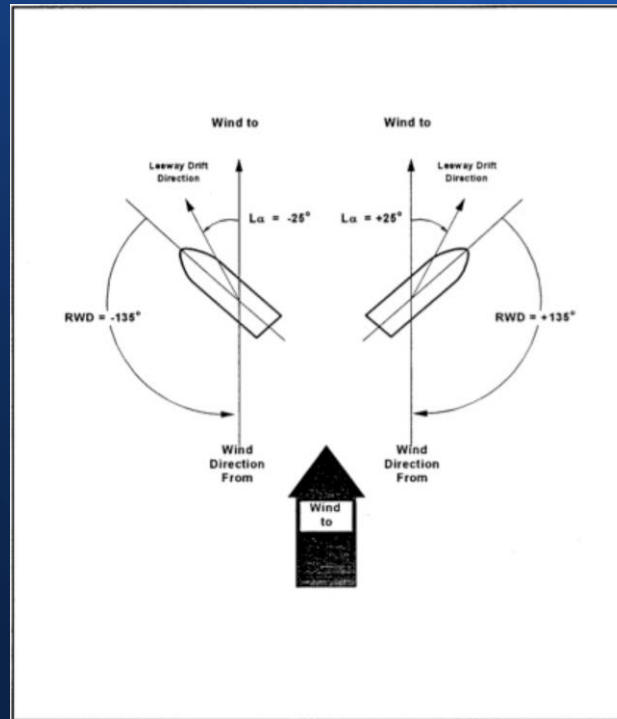 Wind to
Wind to
Leeway Drift
Direction
Leeway Drift
Direction
Lα = -25°
Lα = +25°
RWD = -135°
RWD = +135°
Wind
Direction
From
Wind
Direction
From
Wind
to